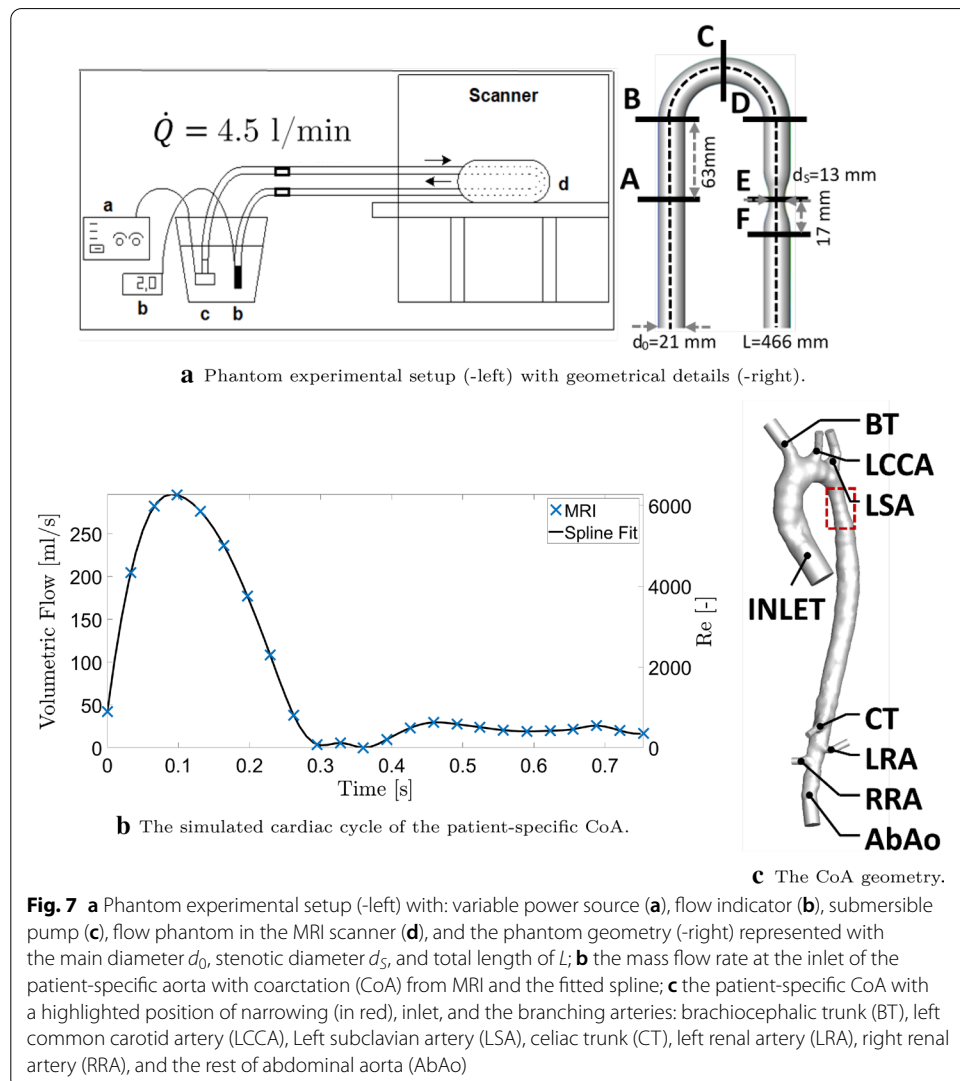 Scanner
Q̇ = 4.5 l/min
a
2,0
b
c
b
d
C
B
D
63mm
A
E
dS=13 mm
F
17 mm
d0=21 mm
L=466 mm
a Phantom experimental setup (-left) with geometrical details (-right).
Volumetric Flow [ml/s]
250
200
150
100
50
0
MRI
Spline Fit
6000
4000
2000
0
Re [-]
0 0.1 0.2 0.3 0.4 0.5 0.6 0.7
Time [s]
b The simulated cardiac cycle of the patient-specific CoA.
BT
LCCA
LSA
INLET
CT
LRA
RRA
AbAo
c The CoA geometry.
Fig. 7 a Phantom experimental setup (-left) with: variable power source (a), flow indicator (b), submersible
pump (c), flow phantom in the MRI scanner (d), and the phantom geometry (-right) represented with
the main diameter d0, stenotic diameter dS, and total length of L; b the mass flow rate at the inlet of the
patient-specific aorta with coarctation (CoA) from MRI and the fitted spline; c the patient-specific CoA with
a highlighted position of narrowing (in red), inlet, and the branching arteries: brachiocephalic trunk (BT), left
common carotid artery (LCCA), Left subclavian artery (LSA), celiac trunk (CT), left renal artery (LRA), right renal
artery (RRA), and the rest of abdominal aorta (AbAo)